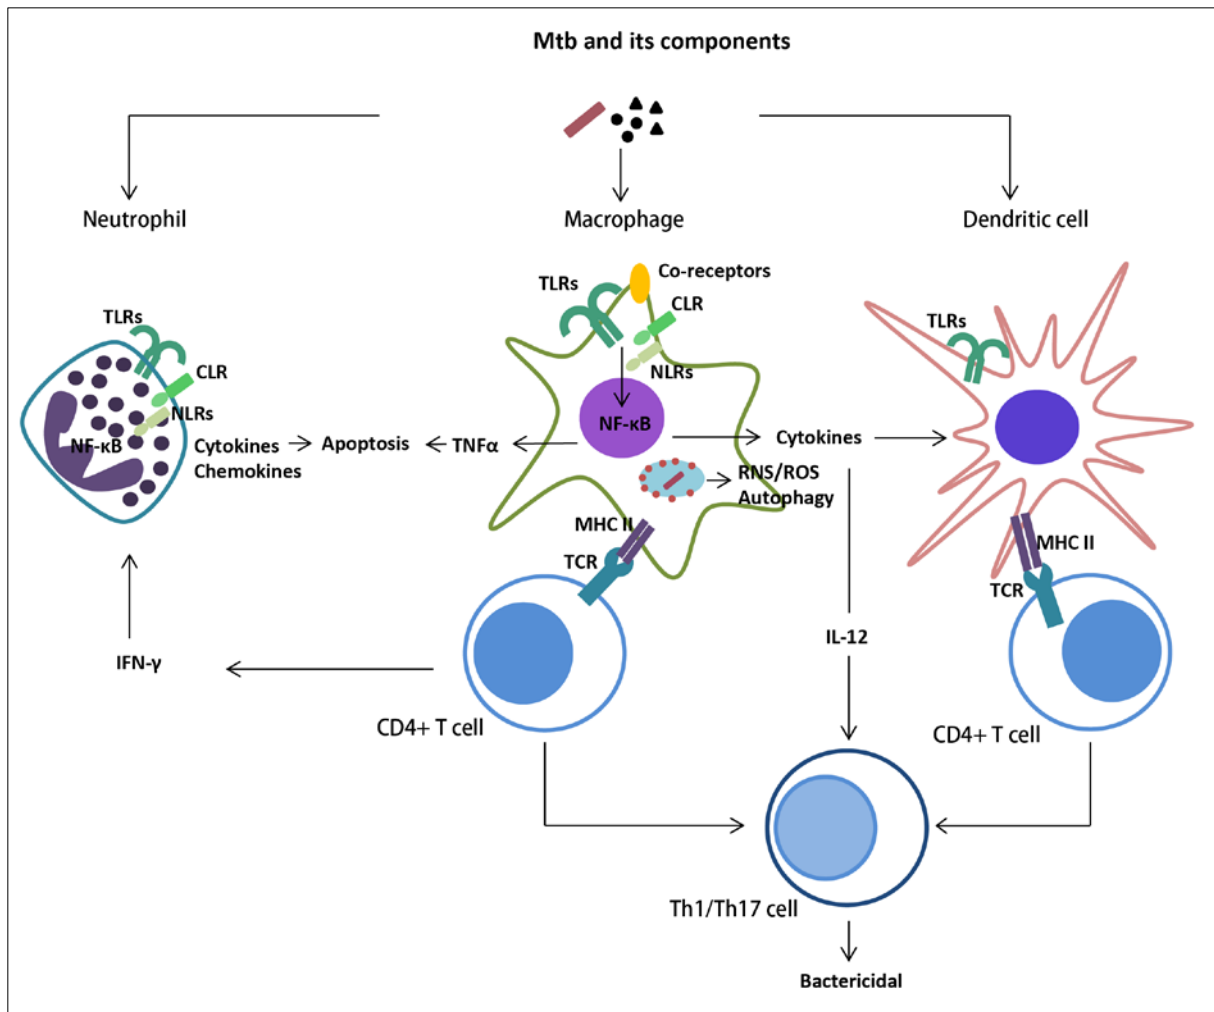 Mtb and its components
Neutrophil
Macrophage
Dendritic cell
TLRs
CLR
NLRs
NF-κB
Cytokines
Chemokines
Apoptosis
TNFα
TLRs
Co-receptors
CLR
NLRs
NF-κB
Cytokines
RNS/ROS
Autophagy
MHC II
TCR
TLRs
MHC II
TCR
IFN-γ
CD4+ T cell
IL-12
CD4+ T cell
Th1/Th17 cell
Bactericidal